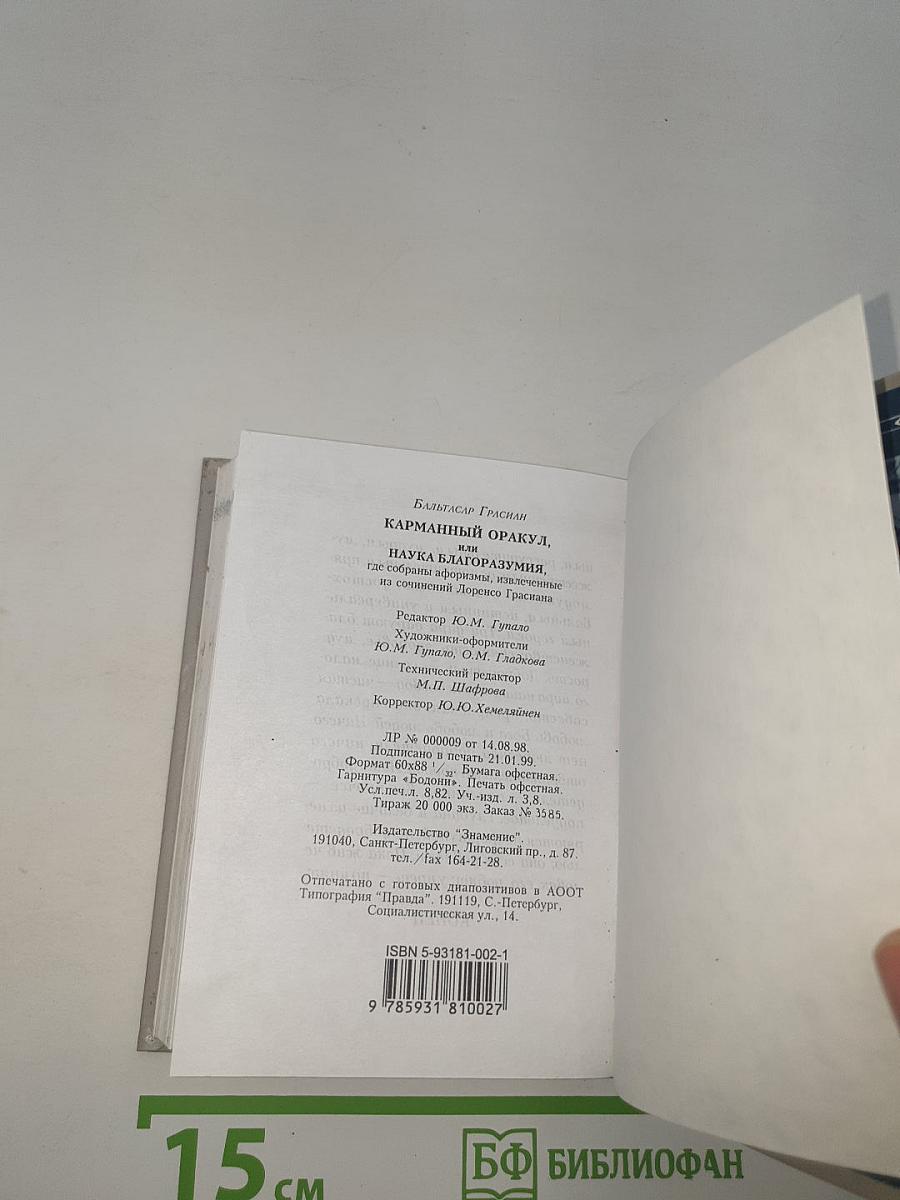 Бальтасар Грасиан
КАРМАННЫЙ ОРАКУЛ,
или
НАУКА БЛАГОРАЗУМИЯ,
где собраны афоризмы, извлеченные
из сочинений Лоренсо Грасиана
Редактор Ю.М. Гупало
Художники-оформители
Ю.М. Гупало, О.М. Гладкова
Технический редактор
М.П. Шафрова
Корректор Ю.Ю.Хемеляйнен
ЛР № 000009 от 14.08.98.
Подписано в печать 21.01.99.
Формат 60х88 1/32. Бумага офсетная.
Гарнитура «Бодони». Печать офсетная.
Усл.печ.л. 8,82. Уч.-изд. л. 3,8.
Тираж 20 000 экз. Заказ № 3585.
Издательство "Знамение".
191040, Санкт-Петербург, Лиговский пр., д. 87.
тел./fax 164-21-28.
Отпечатано с готовых диапозитивов в АООТ
Типография "Правда". 191119, С.-Петербург,
Социалистическая ул., 14.
ISBN 5-93181-002-1
9 785931 810027
15 см
БФ БИБЛИОФАН